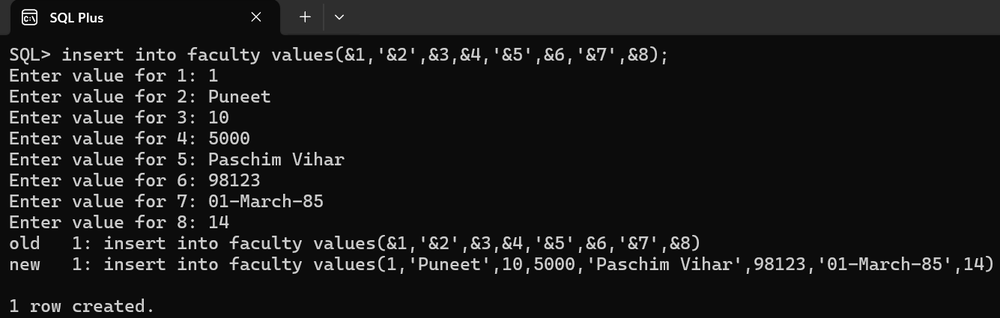 SQL Plus
SQL> insert into faculty values(&1,'&2',&3,&4,'&5',&6,'&7',&8);
Enter value for 1: 1
Enter value for 2: Puneet
Enter value for 3: 10
Enter value for 4: 5000
Enter value for 5: Paschim Vihar
Enter value for 6: 98123
Enter value for 7: 01-March-85
Enter value for 8: 14
old   1: insert into faculty values(&1,'&2',&3,&4,'&5',&6,'&7',&8)
new   1: insert into faculty values(1,'Puneet',10,5000,'Paschim Vihar',98123,'01-March-85',14)
1 row created.